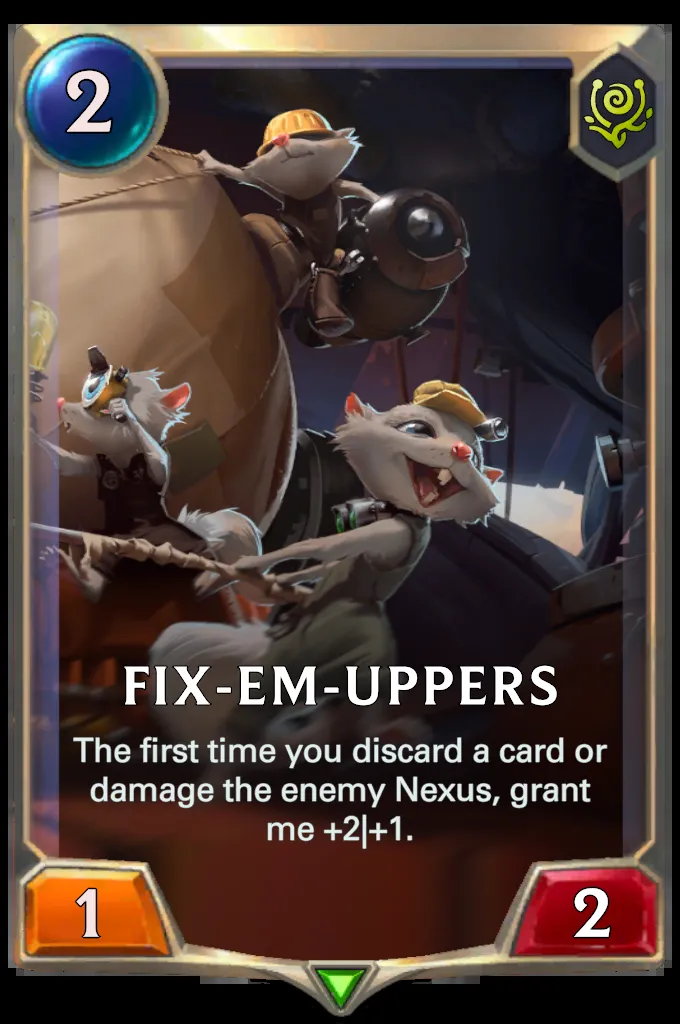 2
FIX-EM-UPPERS
The first time you discard a card or
damage the enemy Nexus, grant
me +2|+1.
1
2